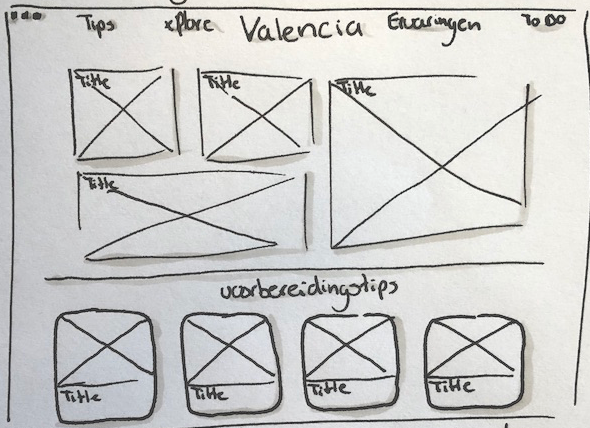 Tips xPlore Valencia Ervaringen To Do
Title Title Title
Title
voorbereidingstips
Title Title Title Title